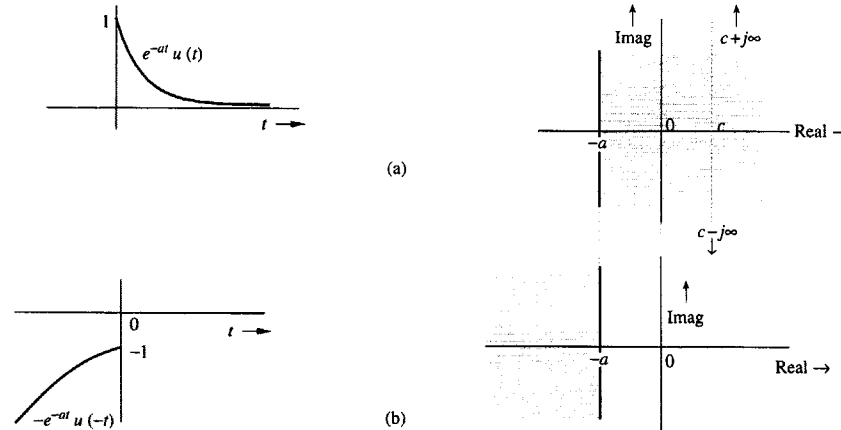 1
e^{-at} u (t)
t →
(a)
↑ ↑
Imag c+j∞
0 c
-a Real –
c-j∞
↓
0
t →
-1
-e^{-at} u (-t)
(b)
↑
Imag
-a 0
Real →